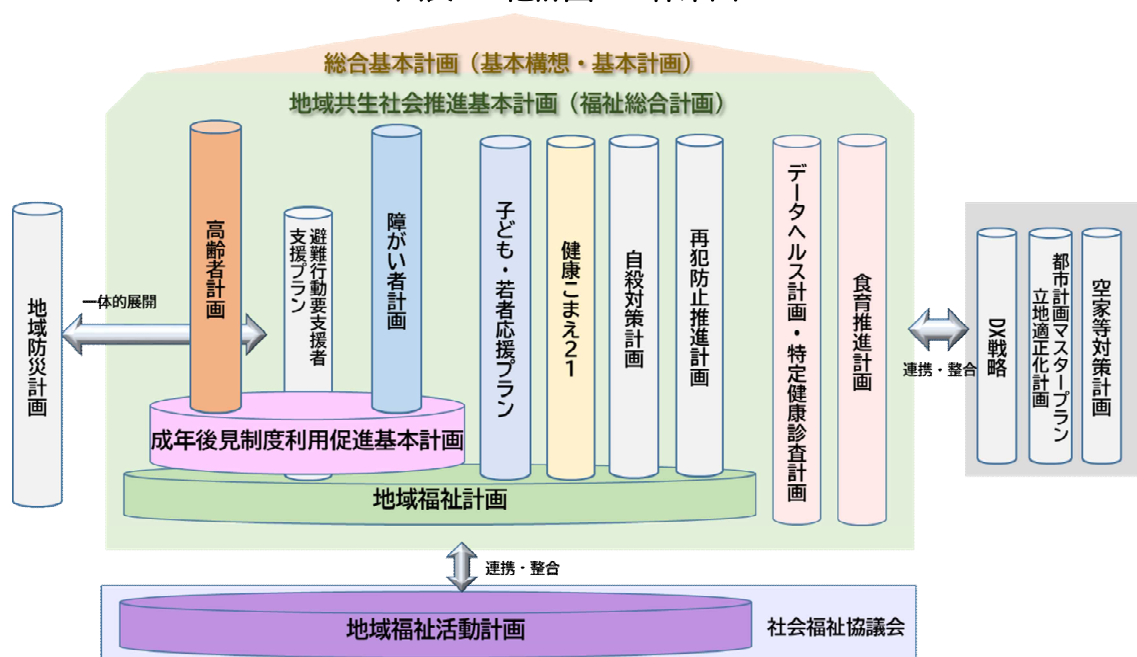 総合基本計画（基本構想・基本計画）
地域共生社会推進基本計画（福祉総合計画）
地域防災計画
一体的展開
高齢者計画
避難行動要支援者
支援プラン
障がい者計画
子ども・若者応援プラン
健康こまえ21
自殺対策計画
再犯防止推進計画
データヘルス計画・特定健康診査計画
食育推進計画
連携・整合
DX戦略
都市計画マスタープラン
立地適正化計画
空家等対策計画
成年後見制度利用促進基本計画
地域福祉計画
連携・整合
地域福祉活動計画
社会福祉協議会